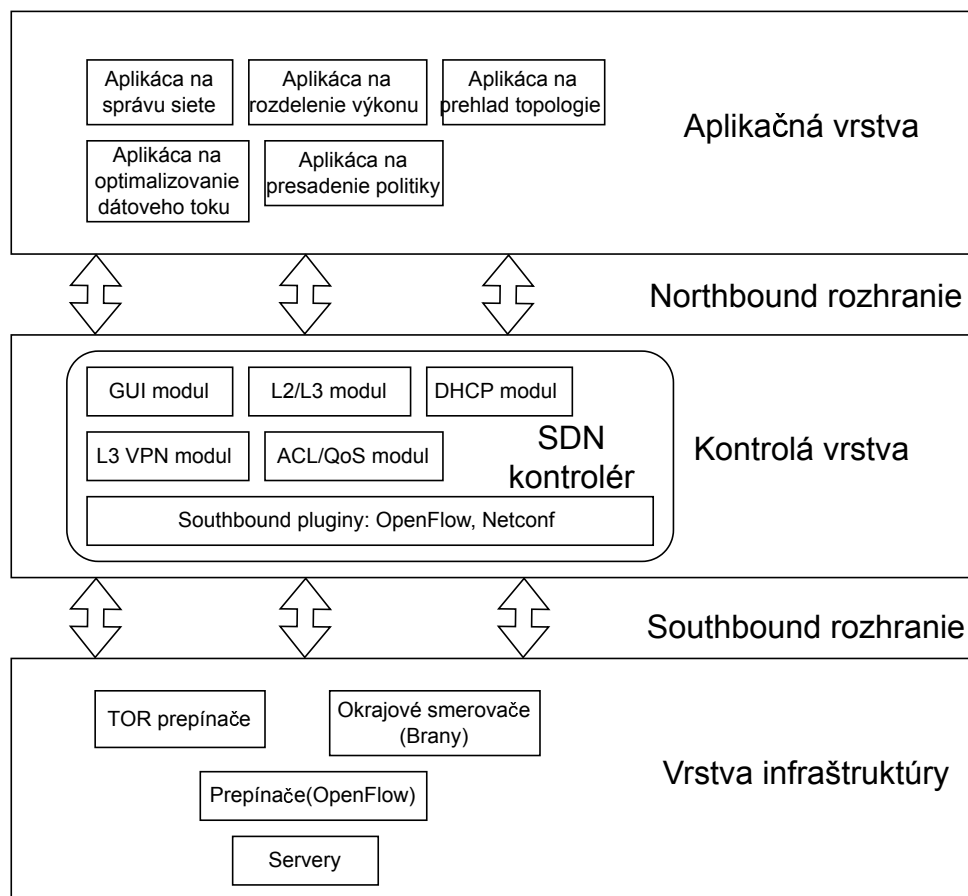 Aplikáca na
správu siete
Aplikáca na
rozdelenie výkonu
Aplikáca na
prehlad topologie
Aplikačná vrstva
Aplikáca na
optimalizovanie
dátoveho toku
Aplikáca na
presadenie politiky
Northbound rozhranie
GUI modul
L2/L3 modul
DHCP modul
L3 VPN modul
ACL/QoS modul
SDN
kontrolér
Kontrolá vrstva
Southbound pluginy: OpenFlow, Netconf
Southbound rozhranie
TOR prepínače
Okrajové smerovače
(Brany)
Vrstva infraštruktúry
Prepínače(OpenFlow)
Servery